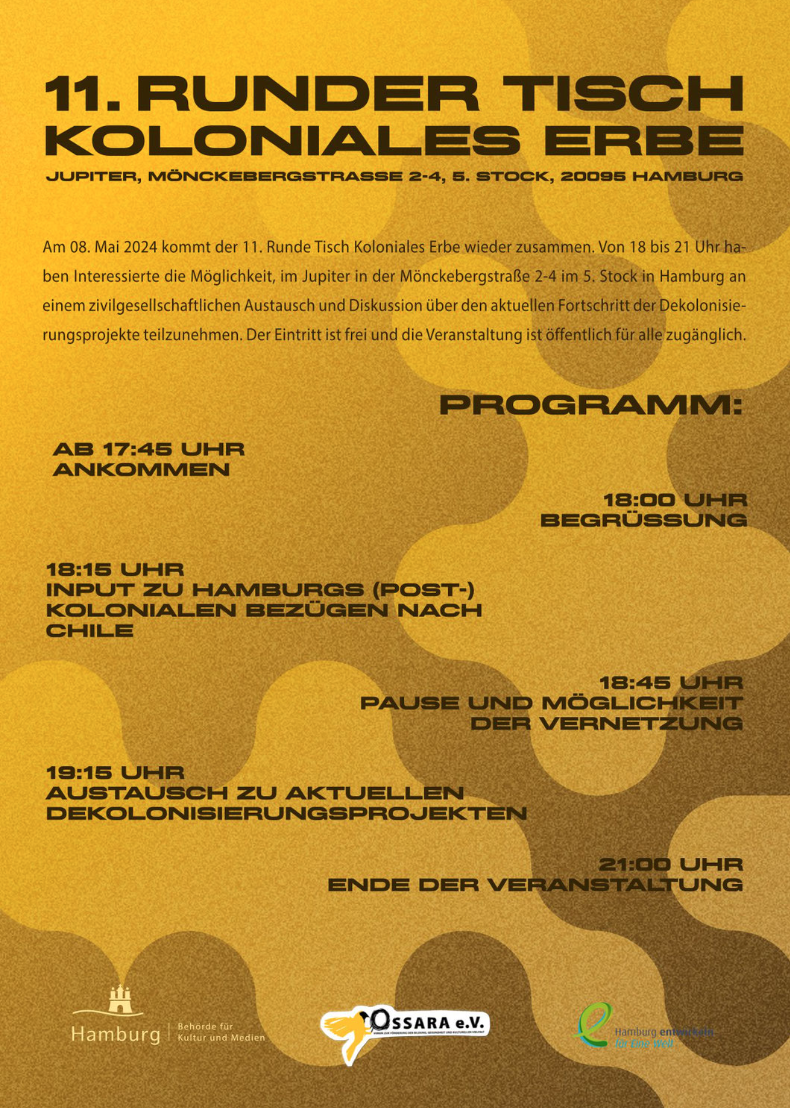 11. RUNDER TISCH
KOLONIALES ERBE
JUPITER, MÖNCKEBERGSTRASSE 2-4, 5. STOCK, 20095 HAMBURG
Am 08. Mai 2024 kommt der 11. Runde Tisch Koloniales Erbe wieder zusammen. Von 18 bis 21 Uhr ha-
ben Interessierte die Möglichkeit, im Jupiter in der Mönckebergstraße 2-4 im 5. Stock in Hamburg an
einem zivilgesellschaftlichen Austausch und Diskussion über den aktuellen Fortschritt der Dekolonisie-
rungsprojekte teilzunehmen. Der Eintritt ist frei und die Veranstaltung ist öffentlich für alle zugänglich.
PROGRAMM:
AB 17:45 UHR
ANKOMMEN
18:00 UHR
BEGRÜSSUNG
18:15 UHR
INPUT ZU HAMBURGS (POST-)
KOLONIALEN BEZÜGEN NACH
CHILE
18:45 UHR
PAUSE UND MÖGLICHKEIT
DER VERNETZUNG
19:15 UHR
AUSTAUSCH ZU AKTUELLEN
DEKOLONISIERUNGSPROJEKTEN
21:00 UHR
ENDE DER VERANSTALTUNG
Hamburg
Behörde für
Kultur und Medien
OSSARA e.V.
Hamburg
for Eine Welt